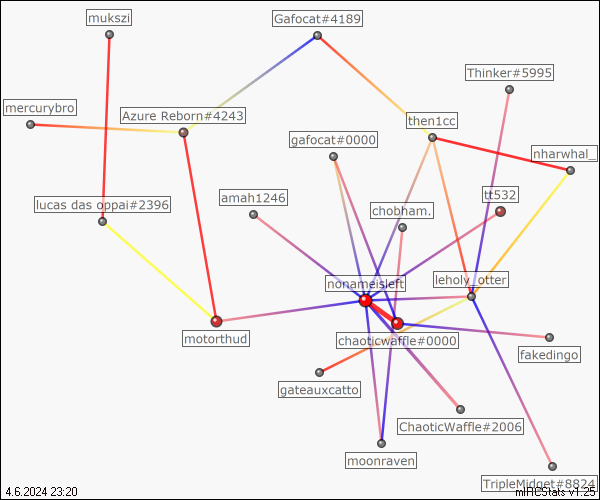 mukszi
Gafocat#4189
Thinker#5995
mercurybro
Azure Reborn#4243
then1cc
gafocat#0000
nharwhal_
tt532
amah1246
lucas das oppai#2396
chobham.
nonameisleft
leholy_otter
motorthud
chaoticwaffle#0000
fakedingo
gateauxcatto
ChaoticWaffle#2006
moonraven
TripleMidget#8824
4.6.2024 23:20
mIRCStats v1.25